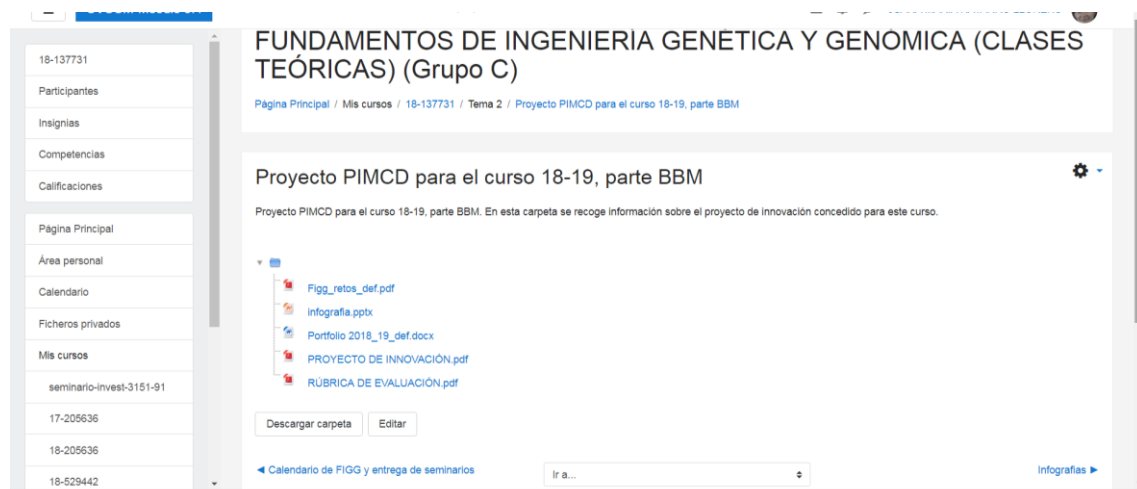 FUNDAMENTOS DE INGENIERÍA GENÉTICA Y GENÓMICA (CLASES
TEÓRICAS) (Grupo C)
Página Principal / Mis cursos / 18-137731 / Tema 2 / Proyecto PIMCD para el curso 18-19, parte BBM
18-137731
Participantes
Insignias
Competencias
Calificaciones
Página Principal
Área personal
Calendario
Ficheros privados
Mis cursos
seminario-invest-3151-91
17-205636
18-205636
18-529442
Proyecto PIMCD para el curso 18-19, parte BBM
Proyecto PIMCD para el curso 18-19, parte BBM. En esta carpeta se recoge información sobre el proyecto de innovación concedido para este curso.
Figg_retos_def.pdf
infografia.pptx
Portfolio 2018_19_def.docx
PROYECTO DE INNOVACIÓN.pdf
RÚBRICA DE EVALUACIÓN.pdf
Descargar carpeta Editar
◄ Calendario de FIGG y entrega de seminarios
Ir a...
Infografias ►